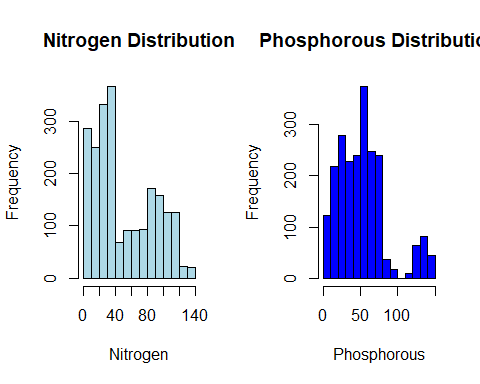 Nitrogen Distribution
Frequency
0 100 200 300
0 40 80 140
Nitrogen
Phosphorous Distributio
Frequency
0 100 200 300
0 50 100
Phosphorous